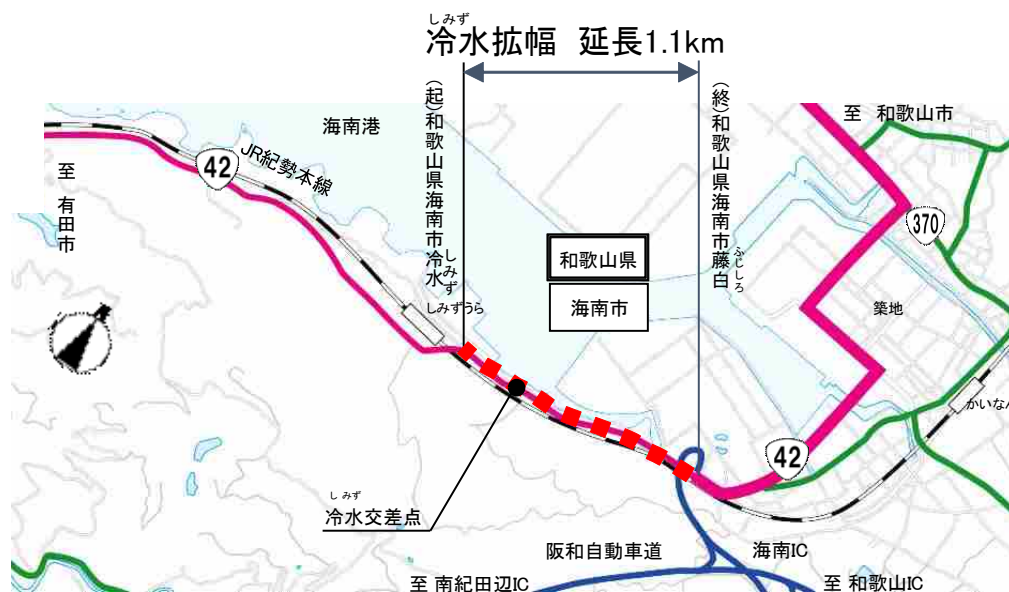 しみず
冷水拡幅 延長1.1km
(起)和歌山県海南市冷水
しみず
(終)和歌山県海南市藤白
ふじしろ
至 和歌山市
海南港
JR紀勢本線
42
至 有田市
370
和歌山県
海南市
築地
しみずうら
かいなん
42
しみず
冷水交差点
阪和自動車道
海南IC
至 南紀田辺IC
至 和歌山IC